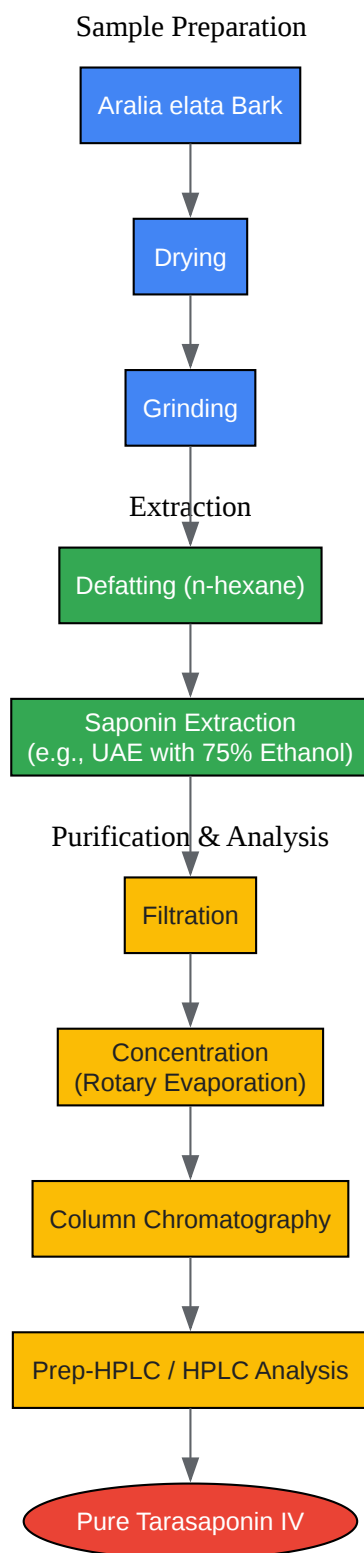 Sample Preparation
Aralia elata Bark
Drying
Grinding
Extraction
Defatting (n-hexane)
Saponin Extraction
(e.g., UAE with 75% Ethanol)
Purification & Analysis
Filtration
Concentration
(Rotary Evaporation)
Column Chromatography
Prep-HPLC / HPLC Analysis
Pure Tarasaponin IV